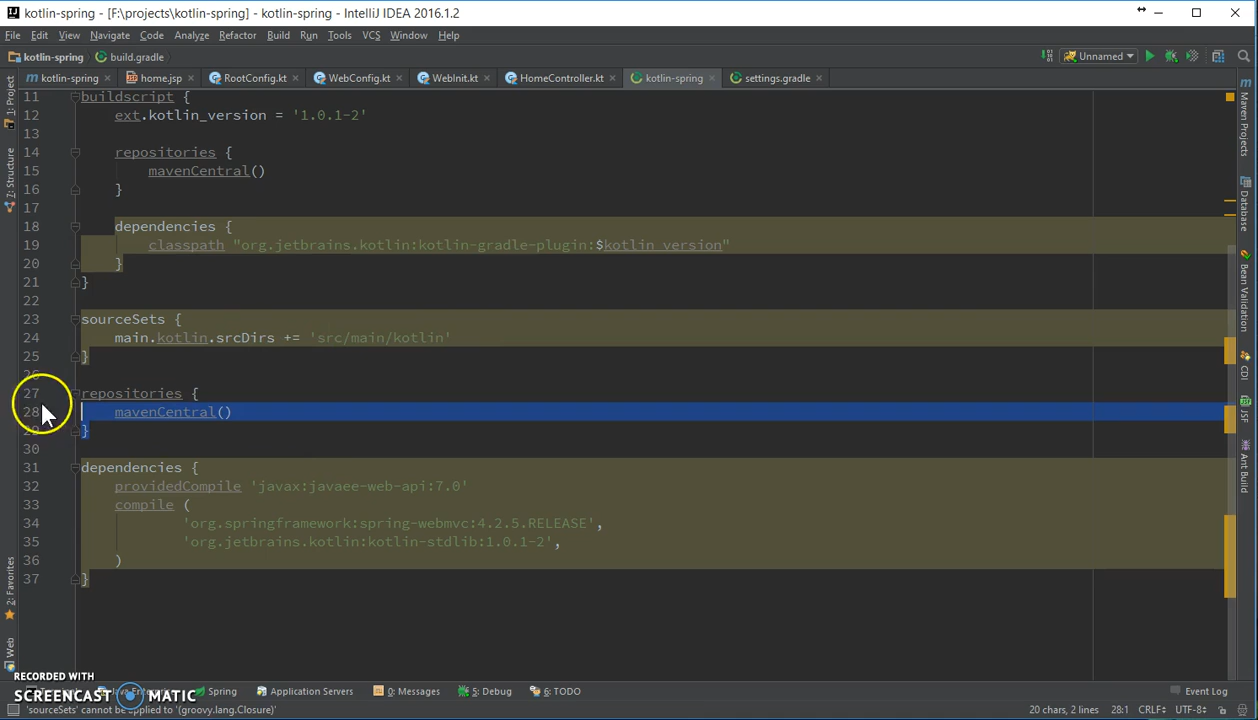 kotlin-spring - [F:\projects\kotlin-spring] - kotlin-spring - IntelliJ IDEA 2016.1.2
File Edit View Navigate Code Analyze Refactor Build Run Tools VCS Window Help
kotlin-spring build.gradle Unnamed
kotlin-spring home.jsp RootConfig.kt WebConfig.kt WebInit.kt HomeController.kt kotlin-spring settings.gradle
11 buildscript {
12 ext.kotlin_version = '1.0.1-2'
13
14 repositories {
15 mavenCentral()
16 }
17
18 dependencies {
19 classpath "org.jetbrains.kotlin:kotlin-gradle-plugin:$kotlin_version"
20 }
21 }
22
23 sourceSets {
24 main.kotlin.srcDirs += 'src/main/kotlin'
25 }
26
27 repositories {
28 mavenCentral()
29 }
30
31 dependencies {
32 providedCompile 'javax:javaee-web-api:7.0'
33 compile (
34 'org.springframework:spring-webmvc:4.2.5.RELEASE',
35 'org.jetbrains.kotlin:kotlin-stdlib:1.0.1-2',
36 )
37 }
1: Project
7: Structure
2: Favorites
Web
Maven Projects
Database
Bean Validation
CDI
JSF
Ant Build
RECORDED WITH
SCREENCAST MATIC
Spring Application Servers 0: Messages 5: Debug 6: TODO Event Log
'sourceSets' cannot be applied to '(groovy.lang.Closure)' 20 chars, 2 lines 28:1 CRLF UTF-8